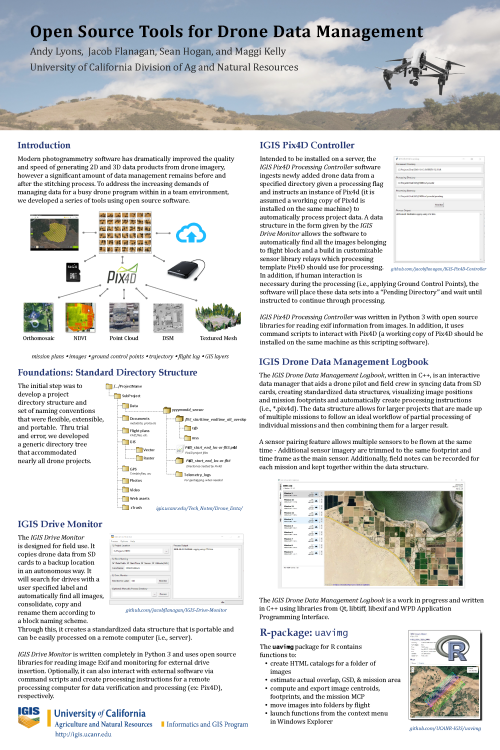 Open Source Tools for Drone Data Management
Andy Lyons, Jacob Flanagan, Sean Hogan, and Maggi Kelly
University of California Division of Ag and Natural Resources
Introduction
Modern photogrammetry software has dramatically improved the quality
and speed of generating 2D and 3D data products from drone imagery,
however a significant amount of data management remains before and
after the stitching process. To address the increasing demands of
managing data for a busy drone program within a team environment,
we developed a series of tools using open source software.
PIX4D
Orthomosaic NDVI Point Cloud DSM Textured Mesh
mission plans • images • ground control points • trajectory • flight log • GIS layers
Foundations: Standard Directory Structure
The initial step was to
develop a project
directory structure and
set of naming conventions
that were flexible, extensible,
and portable. Thru trial
and error, we developed
a generic directory tree
that accommodated
nearly all drone projects.
SubProject
Data
Documents
Flight plans
GIS
Vector
Raster
GPS
Photos
Video
Web assets
igis.ucanr.edu/Tech_Notes/Drone_Data/
IGIS Drive Monitor
The IGIS Drive Monitor
is designed for field use. It
copies drone data from SD
cards to a backup location
in an autonomous way. It
will search for drives with a
user specified label and
automatically find all images,
consolidate, copy and
rename them according to
a block naming scheme.
Through this, it creates a standardized data structure that is portable and
can be easily processed on a remote computer (i.e., server).
github.com/jacobflanagan/IGIS-Drive-Monitor
IGIS Drive Monitor is written completely in Python 3 and uses open source
libraries for reading image Exif and monitoring for external drive
insertion. Optionally, it can also interact with external software via
command scripts and create processing instructions for a remote
processing computer for data verification and processing (ex: Pix4D),
respectively.
IGIS
University of California
Agriculture and Natural Resources
Informatics and GIS Program
http://igis.ucanr.edu
IGIS Pix4D Controller
Intended to be installed on a server, the
IGIS Pix4D Processing Controller software
ingests newly added drone data from a
specified directory given a processing flag
and instructs an instance of Pix4d (it is
assumed a working copy of Pix4d is
installed on the same machine) to
automatically process project data. A data
structure in the form given by the IGIS
Drive Monitor allows the software to
automatically find all the images belonging
to flight block and a build in customizable
sensor library relays which processing
template Pix4D should use for processing.
In addition, if human interaction is
necessary during the processing (i.e., applying Ground Control Points), the
software will place these data sets into a "Pending Directory" and wait until
instructed to continue through processing.
github.com/jacobflanagan/IGIS-Pix4D-Controller
IGIS Pix4D Processing Controller was written in Python 3 with open source
libraries for reading exif information from images. In addition, it uses
command scripts to interact with Pix4D (a working copy of Pix4D should be
installed on the same machine as this scripting software).
IGIS Drone Data Management Logbook
The IGIS Drone Data Management Logbook, written in C++, is an interactive
data manager that aids a drone pilot and field crew in syncing data from SD
cards, creating standardized data structures, visualizing image positions
and mission footprints and automatically create processing instructions
(i.e., *.pix4d). The data structure allows for larger projects that are made up
of multiple missions to follow an ideal workflow of partial processing of
individual missions and then combining them for a larger result.
A sensor pairing feature allows multiple sensors to be flown at the same
time - Additional sensor imagery are trimmed to the same footprint and
time frame as the main sensor. Additionally, field notes can be recorded for
each mission and kept together within the data structure.
The IGIS Drone Data Management Logbook is a work in progress and written
in C++ using libraries from Qt, libtiff, libexif and WPD Application
Programming Interface.
R-package: uavimg
The uavimg package for R contains
functions to:
• create HTML catalogs for a folder of
images
• estimate actual overlap, GSD, & mission area
• compute and export image centroids,
footprints, and the mission MCP
• move images into folders by flight
• launch functions from the context menu
in Windows Explorer
github.com/UCANR-IGIS/uavimg